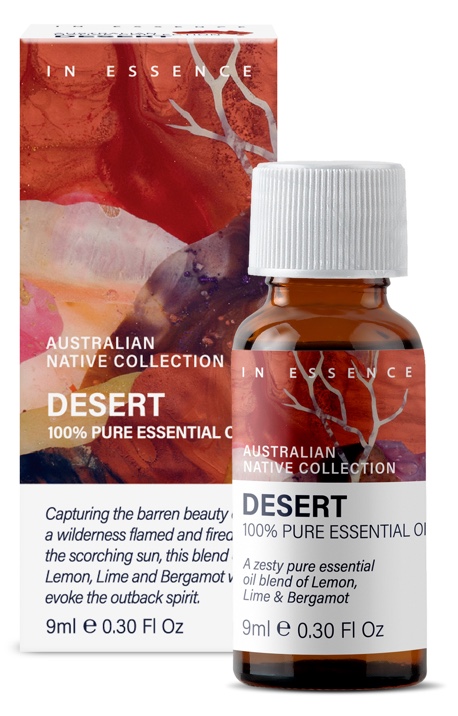 IN ESSENCE
IN ESSENCE
AUSTRALIAN
NATIVE COLLECTION
DESERT
100% PURE ESSENTIAL O
Capturing the barren beauty
a wilderness flamed and fired
the scorching sun, this blend
Lemon, Lime and Bergamot w
evoke the outback spirit.
9ml e 0.30 Fl Oz
IN ESSENCE
AUSTRALIAN
NATIVE COLLECTION
DESERT
100% PURE ESSENTIAL OI
A zesty pure essential
oil blend of Lemon,
Lime & Bergamot
9ml e 0.30 Fl Oz